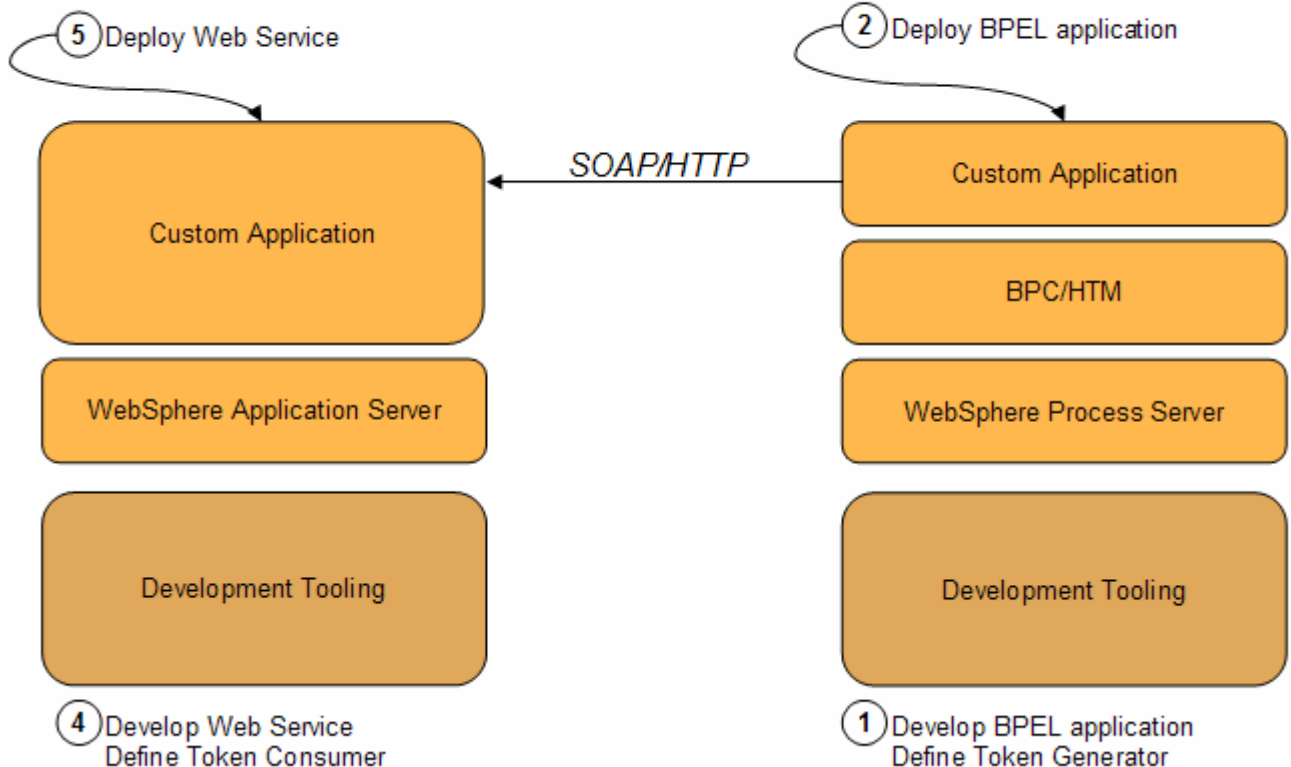 5 Deploy Web Service
2 Deploy BPEL application
SOAP/HTTP
Custom Application
Custom Application
BPC/HTM
WebSphere Application Server
WebSphere Process Server
Development Tooling
Development Tooling
4 Develop Web Service
Define Token Consumer
1 Develop BPEL application
Define Token Generator